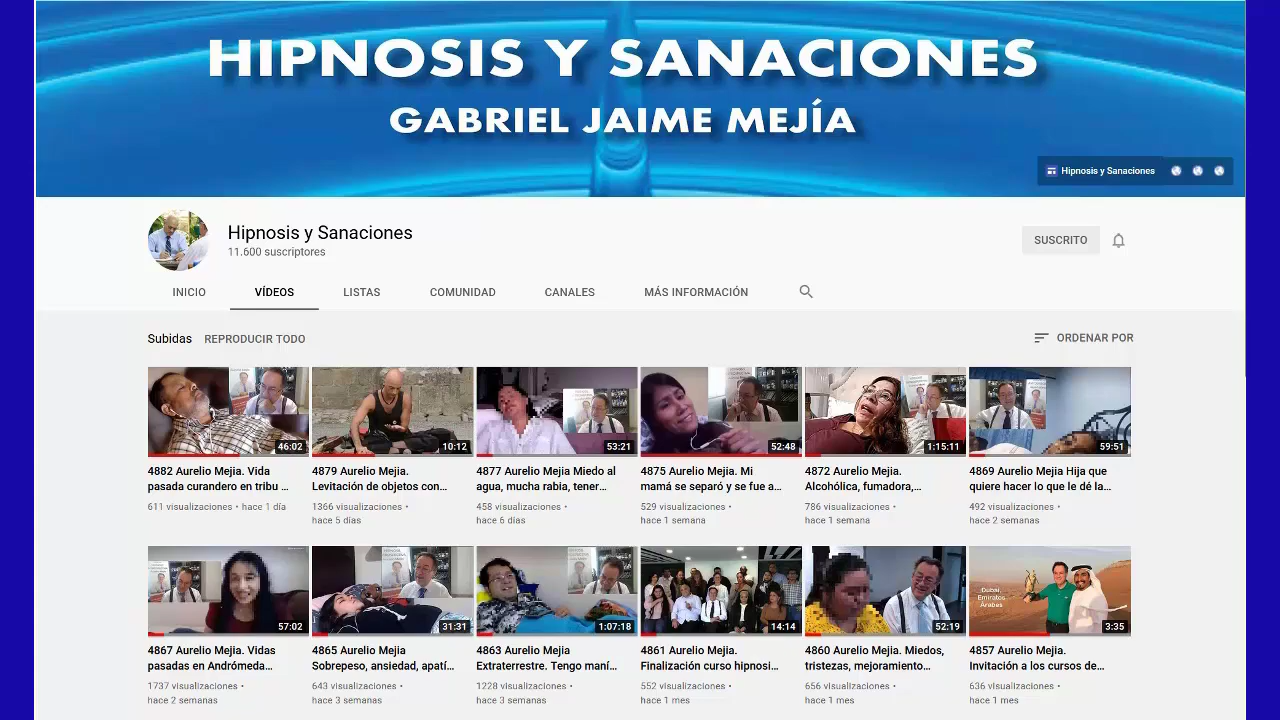 HIPNOSIS Y SANACIONES
GABRIEL JAIME MEJÍA
Hipnosis y Sanaciones
Hipnosis y Sanaciones
11.600 suscriptores
SUSCRITO
INICIO VÍDEOS LISTAS COMUNIDAD CANALES MÁS INFORMACIÓN
Subidas REPRODUCIR TODO ORDENAR POR
46:02 10:12 53:21 52:48 1:15:11 59:51
4882 Aurelio Mejia. Vida
pasada curandero en tribu ...
611 visualizaciones • hace 1 día
4879 Aurelio Mejia.
Levitación de objetos con...
1366 visualizaciones •
hace 5 días
4877 Aurelio Mejia Miedo al
agua, mucha rabia, tener...
458 visualizaciones •
hace 6 días
4875 Aurelio Mejia. Mi
mamá se separó y se fue a...
529 visualizaciones •
hace 1 semana
4872 Aurelio Mejia.
Alcohólica, fumadora,...
786 visualizaciones •
hace 1 semana
4869 Aurelio Mejia Hija que
quiere hacer lo que le dé la...
492 visualizaciones •
hace 2 semanas
Dubai,
Emiratos
Arabes
57:02 31:31 1:07:18 14:14 52:19 3:35
4867 Aurelio Mejia. Vidas
pasadas en Andrómeda...
1737 visualizaciones •
hace 2 semanas
4865 Aurelio Mejia
Sobrepeso, ansiedad, apatí...
643 visualizaciones •
hace 3 semanas
4863 Aurelio Mejia
Extraterrestre. Tengo maní...
1228 visualizaciones •
hace 3 semanas
4861 Aurelio Mejia.
Finalización curso hipnosi...
552 visualizaciones •
hace 1 mes
4860 Aurelio Mejia. Miedos,
tristezas, mejoramiento...
656 visualizaciones •
hace 1 mes
4857 Aurelio Mejia.
Invitación a los cursos de...
636 visualizaciones •
hace 1 mes